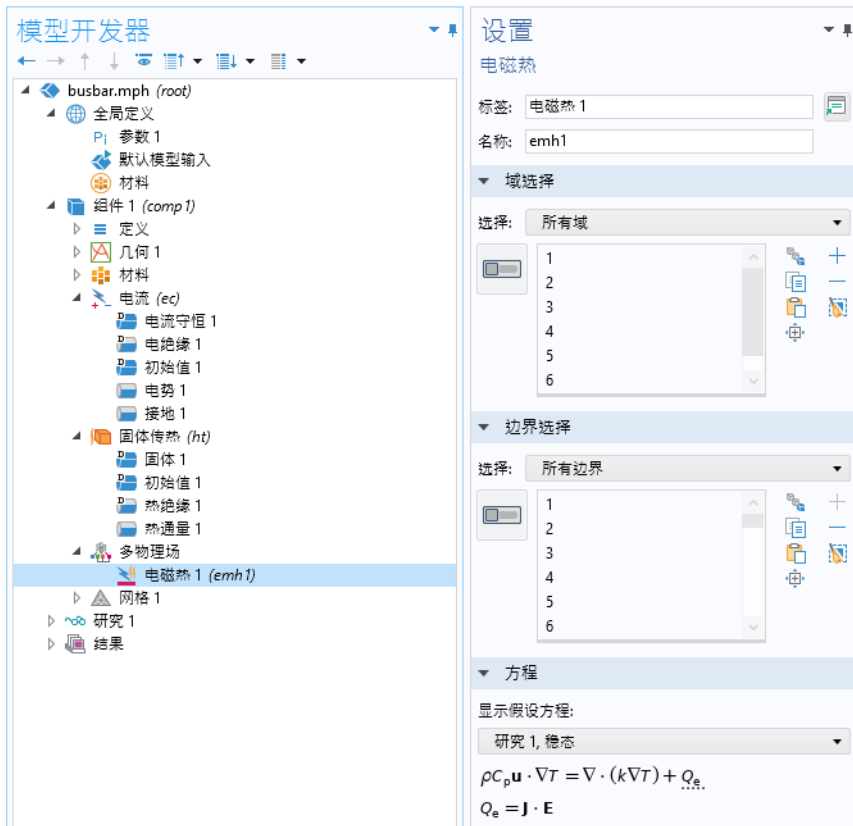 模型开发器
busbar.mph (root)
全局定义
Pi 参数 1
默认模型输入
材料
组件 1 (comp1)
定义
几何 1
材料
电流 (ec)
电流守恒 1
电绝缘 1
初始值 1
电势 1
接地 1
固体传热 (ht)
固体 1
初始值 1
热绝缘 1
热通量 1
多物理场
电磁热 1 (emh1)
网格 1
研究 1
结果
设置
电磁热
标签: 电磁热 1
名称: emh1
域选择
选择: 所有域
1
2
3
4
5
6
边界选择
选择: 所有边界
1
2
3
4
5
6
方程
显示假设方程:
研究 1, 稳态
ρCₚu · ∇T = ∇ · (k∇T) + Qₑ
Qₑ = J · E